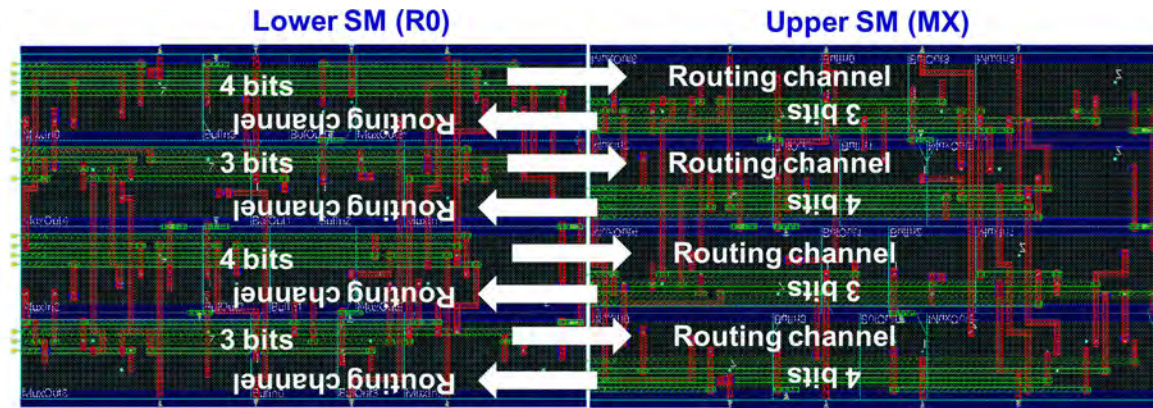 Lower SM (R0) Upper SM (MX)
4 bits Routing channel
Routing channel 3 bits
3 bits Routing channel
Routing channel 4 bits
4 bits Routing channel
Routing channel 3 bits
3 bits Routing channel
Routing channel 4 bits